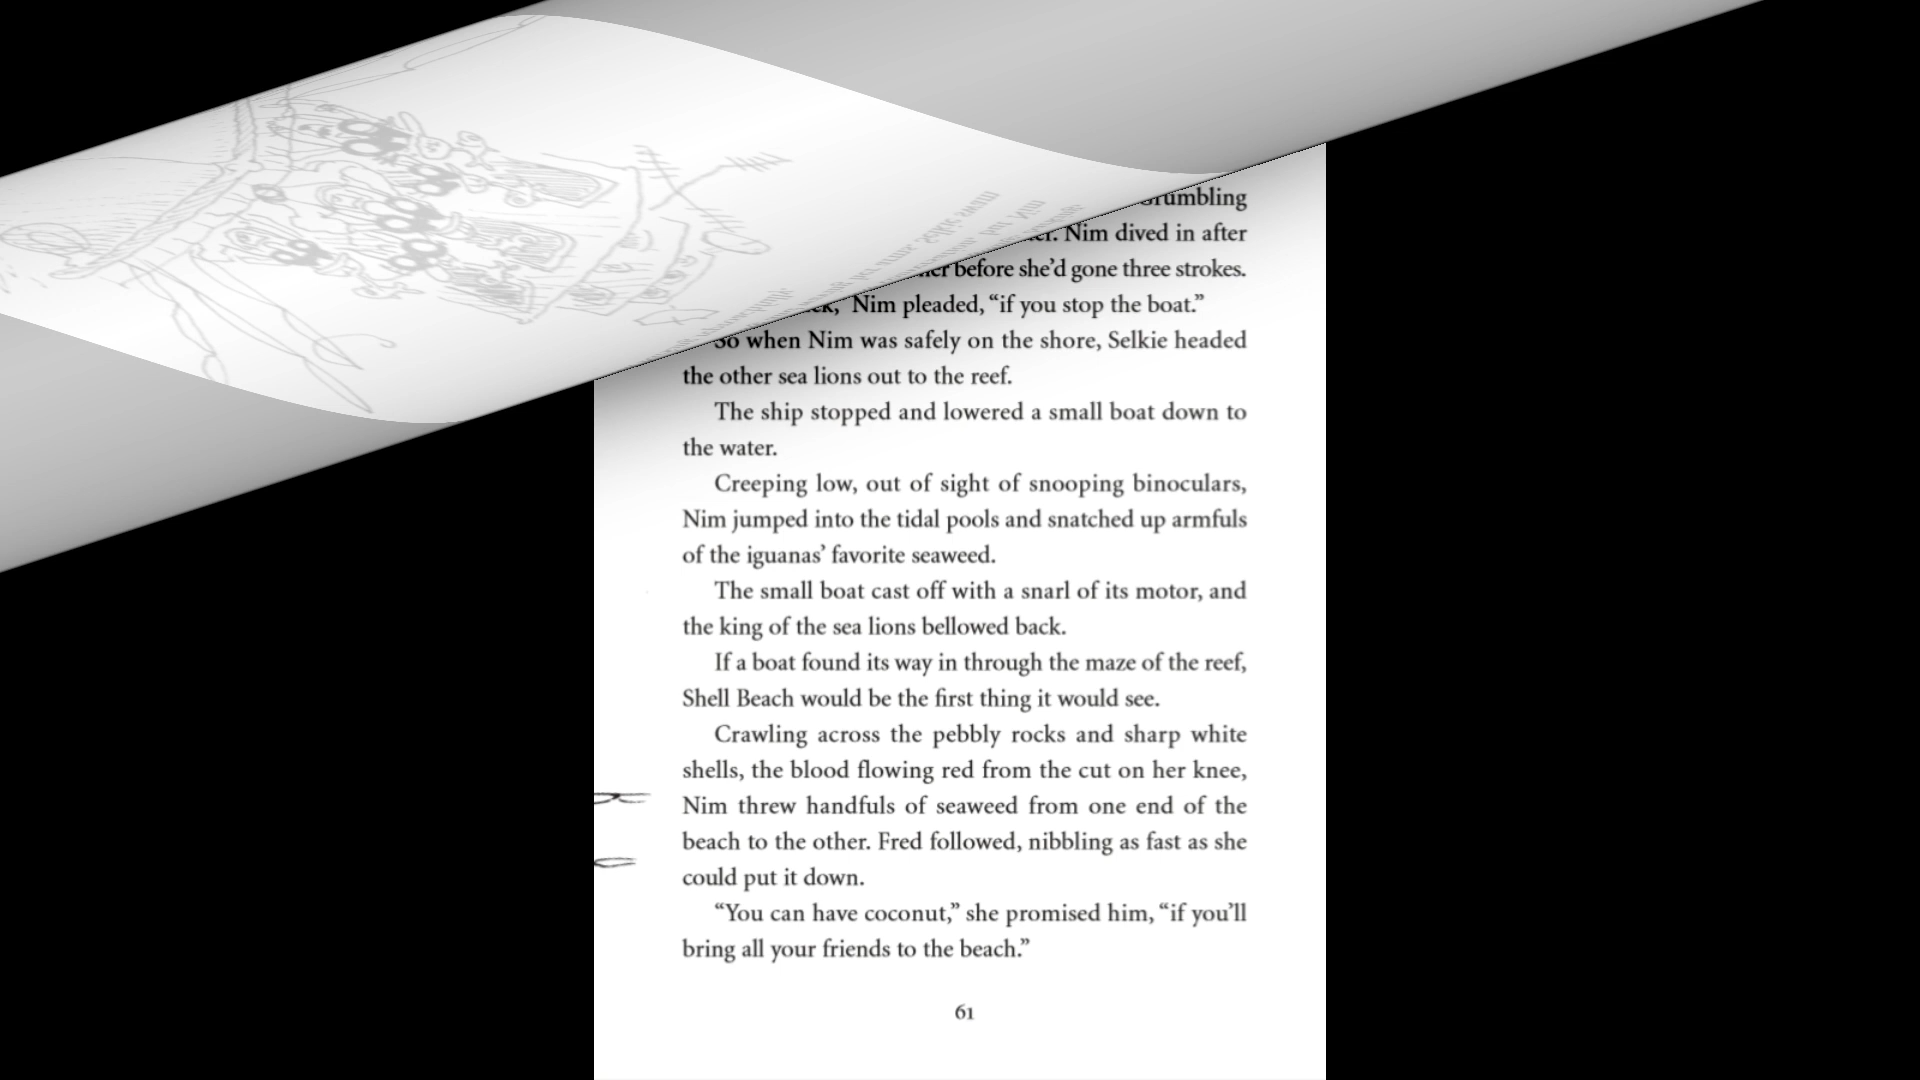 Nim dived in after
before she’d gone three strokes.
Nim pleaded, “if you stop the boat.”
So when Nim was safely on the shore, Selkie headed
the other sea lions out to the reef.
The ship stopped and lowered a small boat down to
the water.
Creeping low, out of sight of snooping binoculars,
Nim jumped into the tidal pools and snatched up armfuls
of the iguanas’ favorite seaweed.
The small boat cast off with a snarl of its motor, and
the king of the sea lions bellowed back.
If a boat found its way in through the maze of the reef,
Shell Beach would be the first thing it would see.
Crawling across the pebbly rocks and sharp white
shells, the blood flowing red from the cut on her knee,
Nim threw handfuls of seaweed from one end of the
beach to the other. Fred followed, nibbling as fast as she
could put it down.
“You can have coconut,” she promised him, “if you’ll
bring all your friends to the beach.”
61